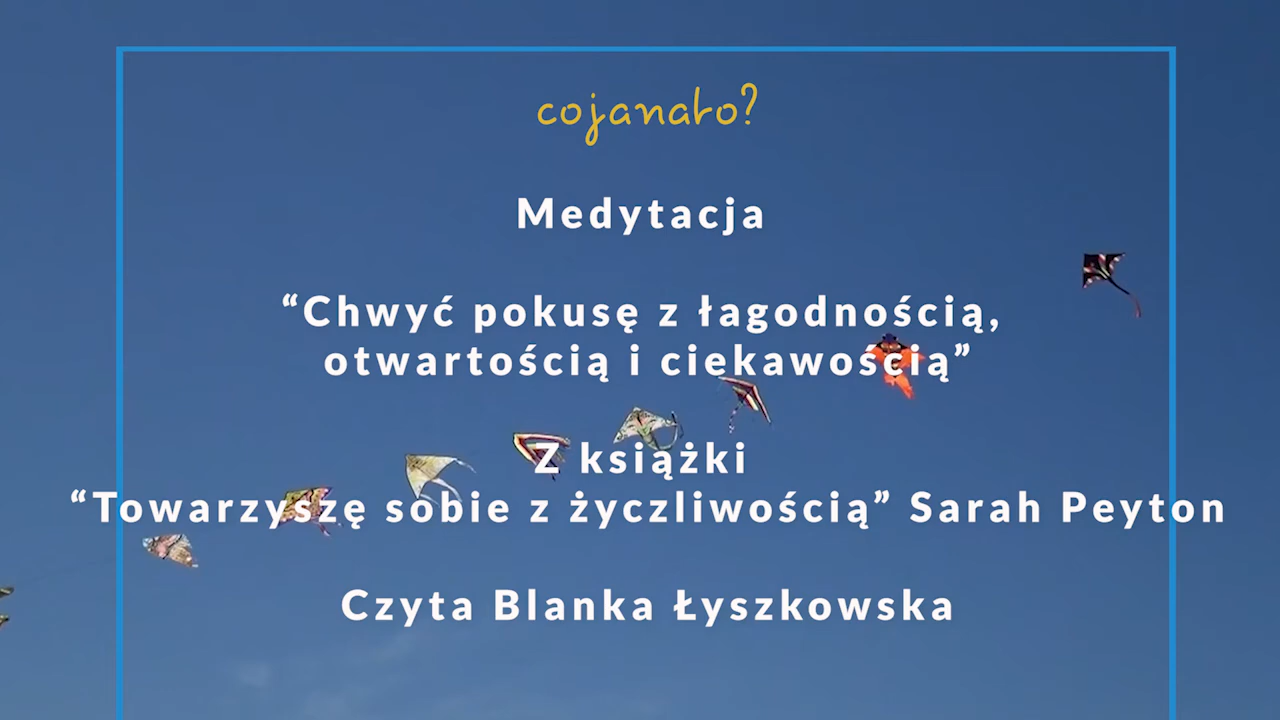 cojanato?
Medytacja
“Chwyć pokusę z łagodnością,
otwartością i ciekawością”
Z książki
“Towarzyszę sobie z życzliwością” Sarah Peyton
Czyta Blanka Łyszkowska